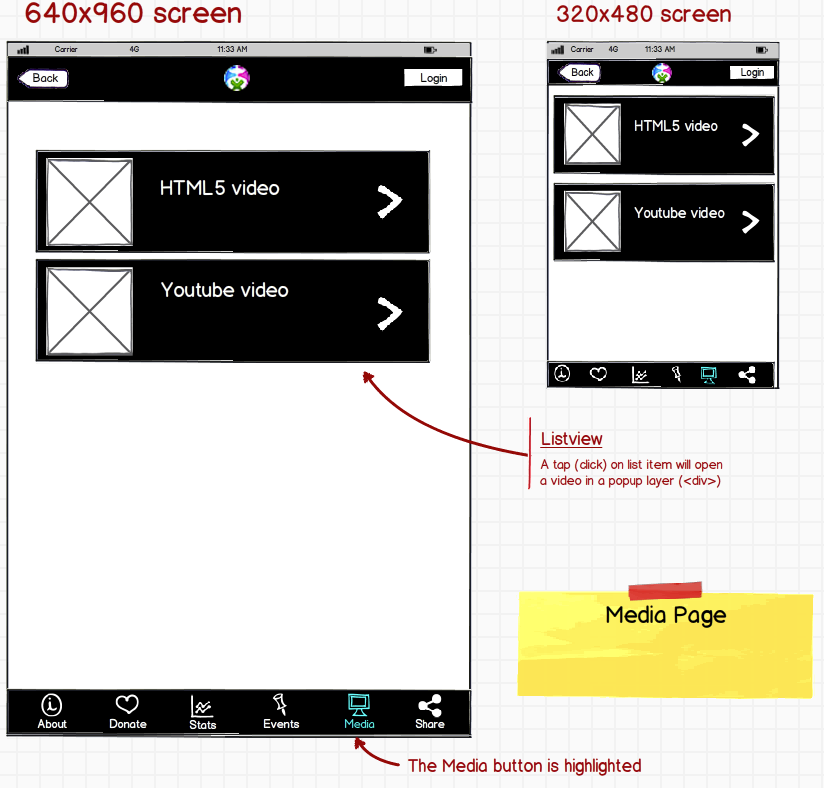 640x960 screen
320x480 screen
Carrier 4G 11:33 AM
Back Login
HTML5 video
Youtube video
About Donate Stats Events Media Share
Carrier 4G 11:33 AM
Back Login
HTML5 video
Youtube video
Listview
A tap (click) on list item will open
a video in a popup layer (<div>)
Media Page
The Media button is highlighted